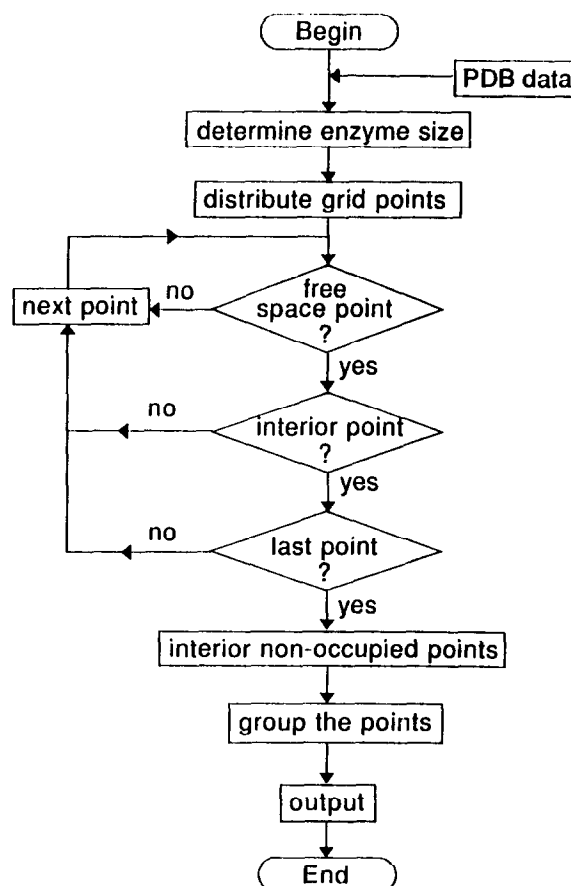 Begin
PDB data
determine enzyme size
distribute grid points
next point
no
free
space point
?
yes
no
interior point
?
yes
no
last point
?
yes
interior non-occupied points
group the points
output
End